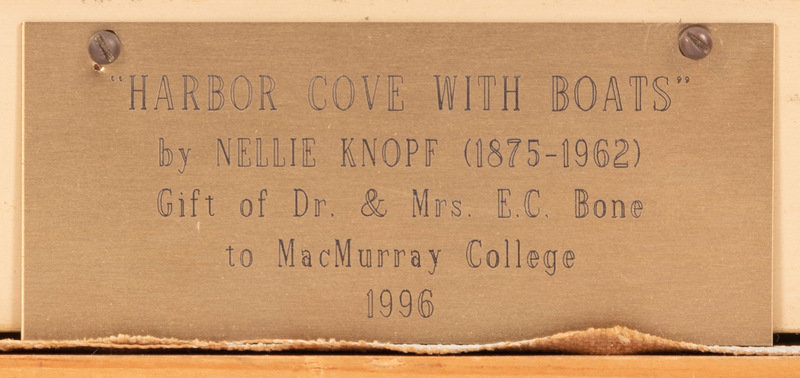 “HARBOR COVE WITH BOATS”
by NELLIE KNOPF (1875-1962)
Gift of Dr. & Mrs. E.C. Bone
to MacMurray College
1996